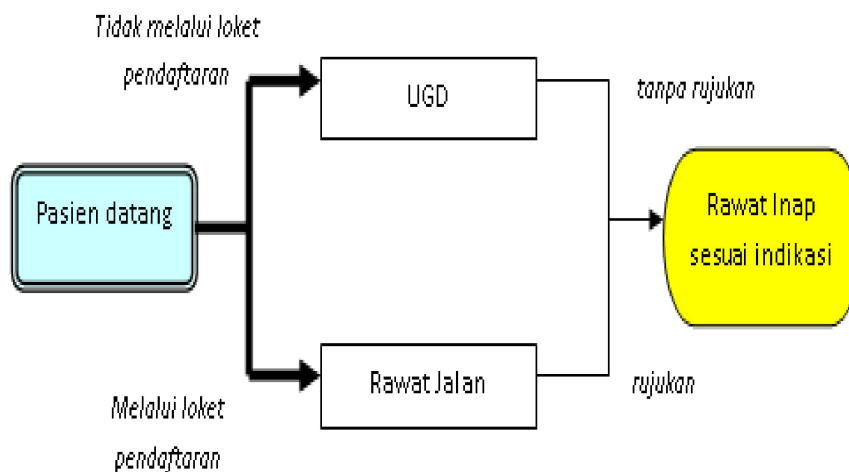 Tidak melalui loket
pendaftaran
UGD
tanpa rujukan
Pasien datang
Rawat Inap
sesuai indikasi
Rawat Jalan
rujukan
Melalui loket
pendaftaran